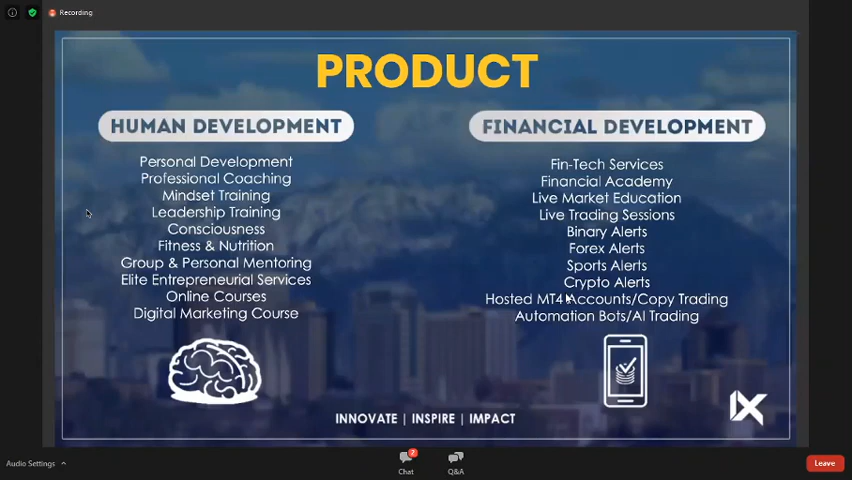 Recording
PRODUCT
HUMAN DEVELOPMENT
Personal Development
Professional Coaching
Mindset Training
Leadership Training
Consciousness
Fitness & Nutrition
Group & Personal Mentoring
Elite Entrepreneurial Services
Online Courses
Digital Marketing Course
FINANCIAL DEVELOPMENT
Fin-Tech Services
Financial Academy
Live Market Education
Live Trading Sessions
Binary Alerts
Forex Alerts
Sports Alerts
Crypto Alerts
Hosted MT4 Accounts/Copy Trading
Automation Bots/AI Trading
INNOVATE | INSPIRE | IMPACT
IX
Audio Settings
2
Chat
Q&A
Leave